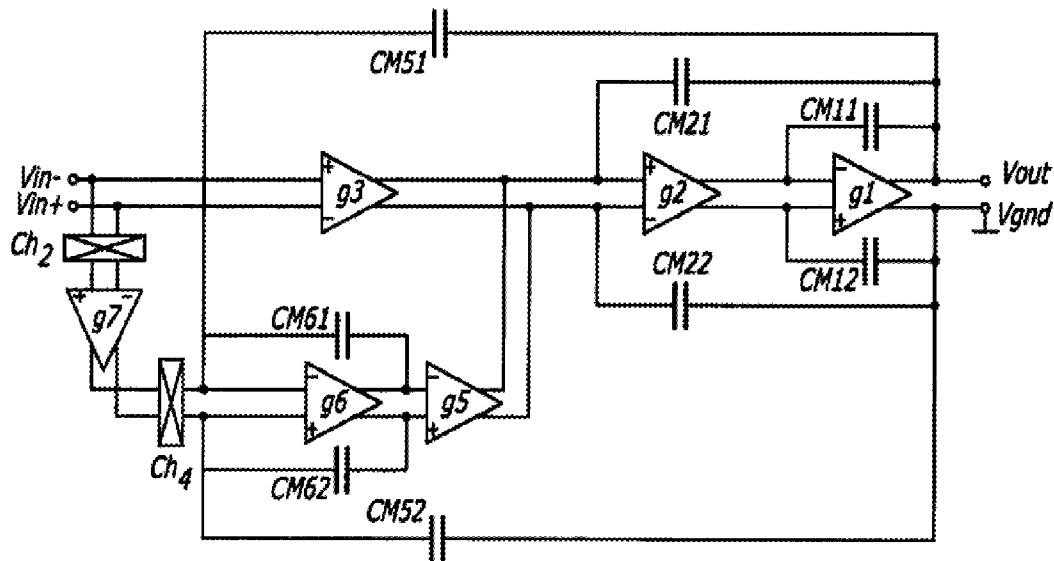 CM51
CM21
CM11
Vin-
Vin+
+
-
g3
+
-
g2
-
+
g1
Vout
Vgnd
Ch2
CM22
CM12
+
-
g7
CM61
-
+
g6
-
+
g5
Ch4
CM62
CM52